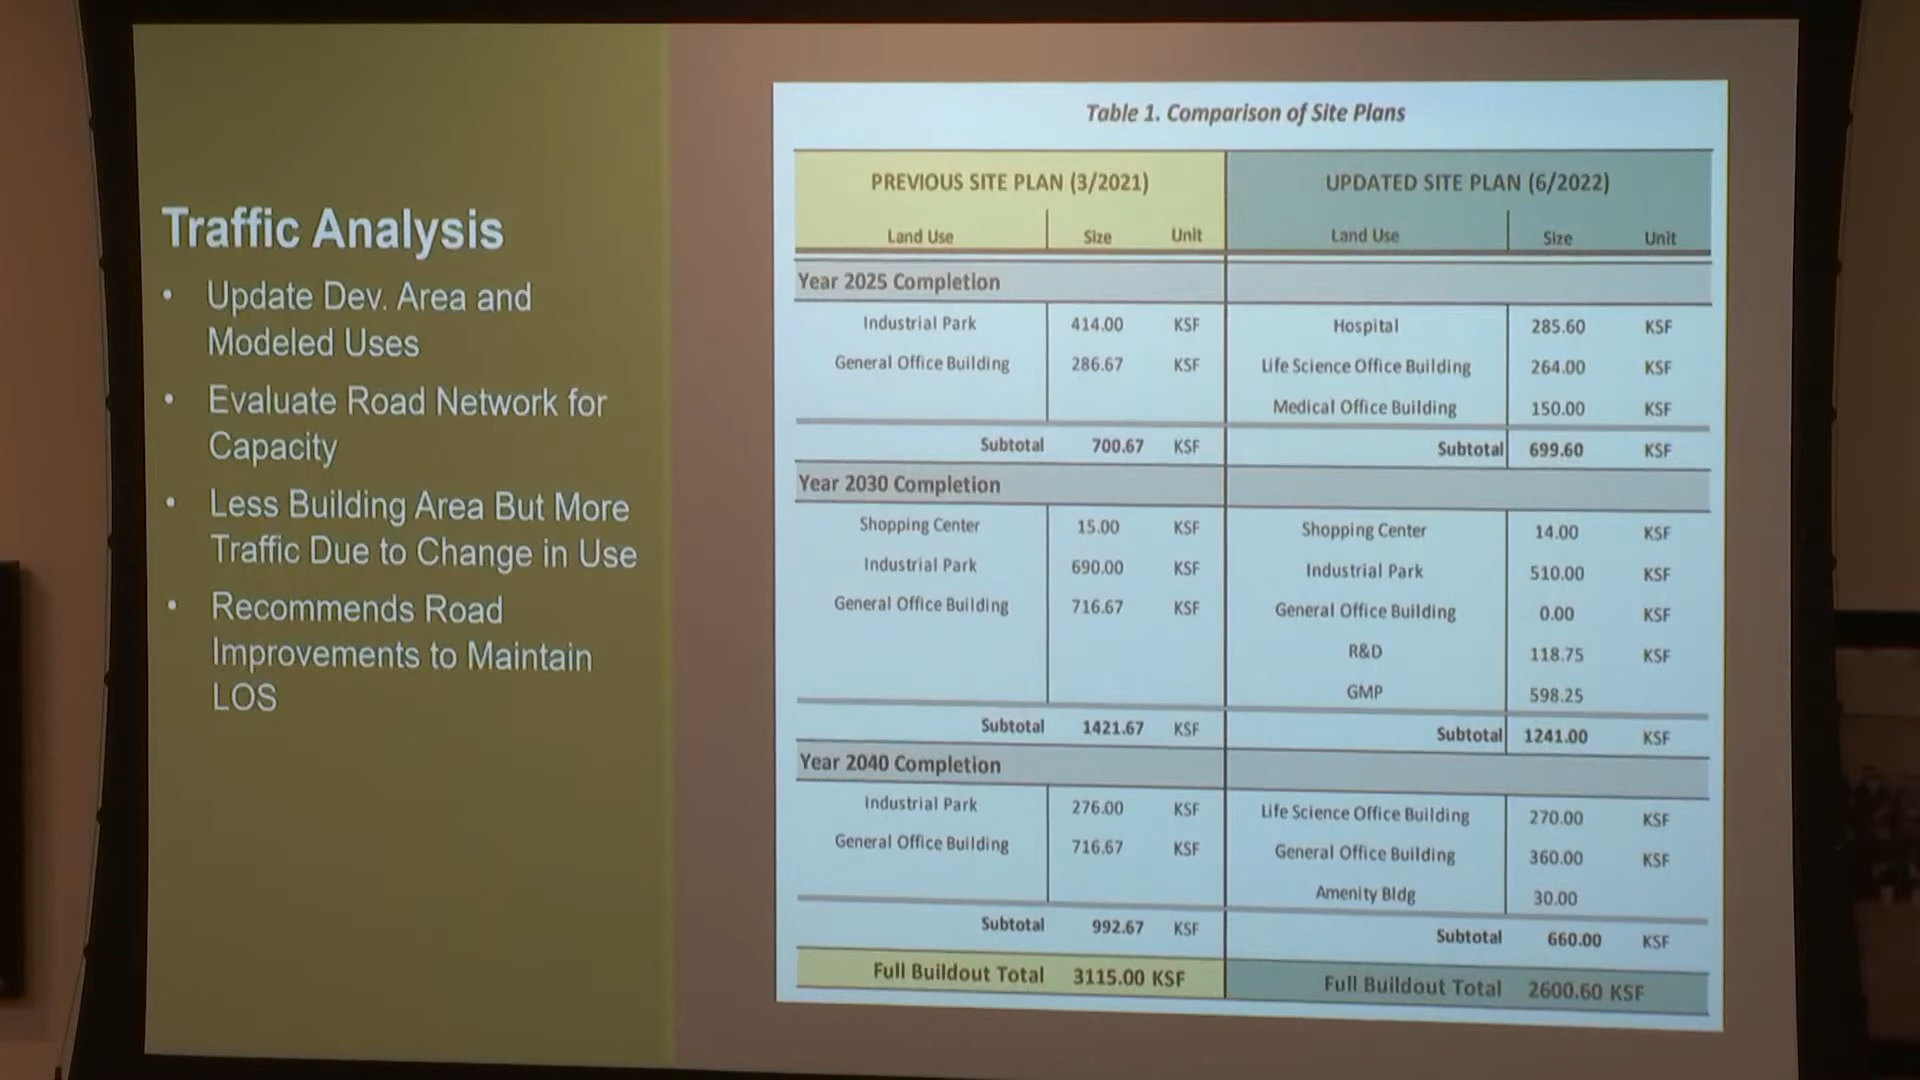 Traffic Analysis
• Update Dev. Area and
Modeled Uses
• Evaluate Road Network for
Capacity
• Less Building Area But More
Traffic Due to Change in Use
• Recommends Road
Improvements to Maintain
LOS
Table 1. Comparison of Site Plans
PREVIOUS SITE PLAN (3/2021) UPDATED SITE PLAN (6/2022)
Land Use Size Unit Land Use Size Unit
Year 2025 Completion
Industrial Park 414.00 KSF Hospital 285.60 KSF
General Office Building 286.67 KSF Life Science Office Building 264.00 KSF
Medical Office Building 150.00 KSF
Subtotal 700.67 KSF Subtotal 699.60 KSF
Year 2030 Completion
Shopping Center 15.00 KSF Shopping Center 14.00 KSF
Industrial Park 690.00 KSF Industrial Park 510.00 KSF
General Office Building 716.67 KSF General Office Building 0.00 KSF
R&D 118.75 KSF
GMP 598.25
Subtotal 1421.67 KSF Subtotal 1241.00 KSF
Year 2040 Completion
Industrial Park 276.00 KSF Life Science Office Building 270.00 KSF
General Office Building 716.67 KSF General Office Building 360.00 KSF
Amenity Bldg 30.00
Subtotal 992.67 KSF Subtotal 660.00 KSF
Full Buildout Total 3115.00 KSF Full Buildout Total 2600.60 KSF